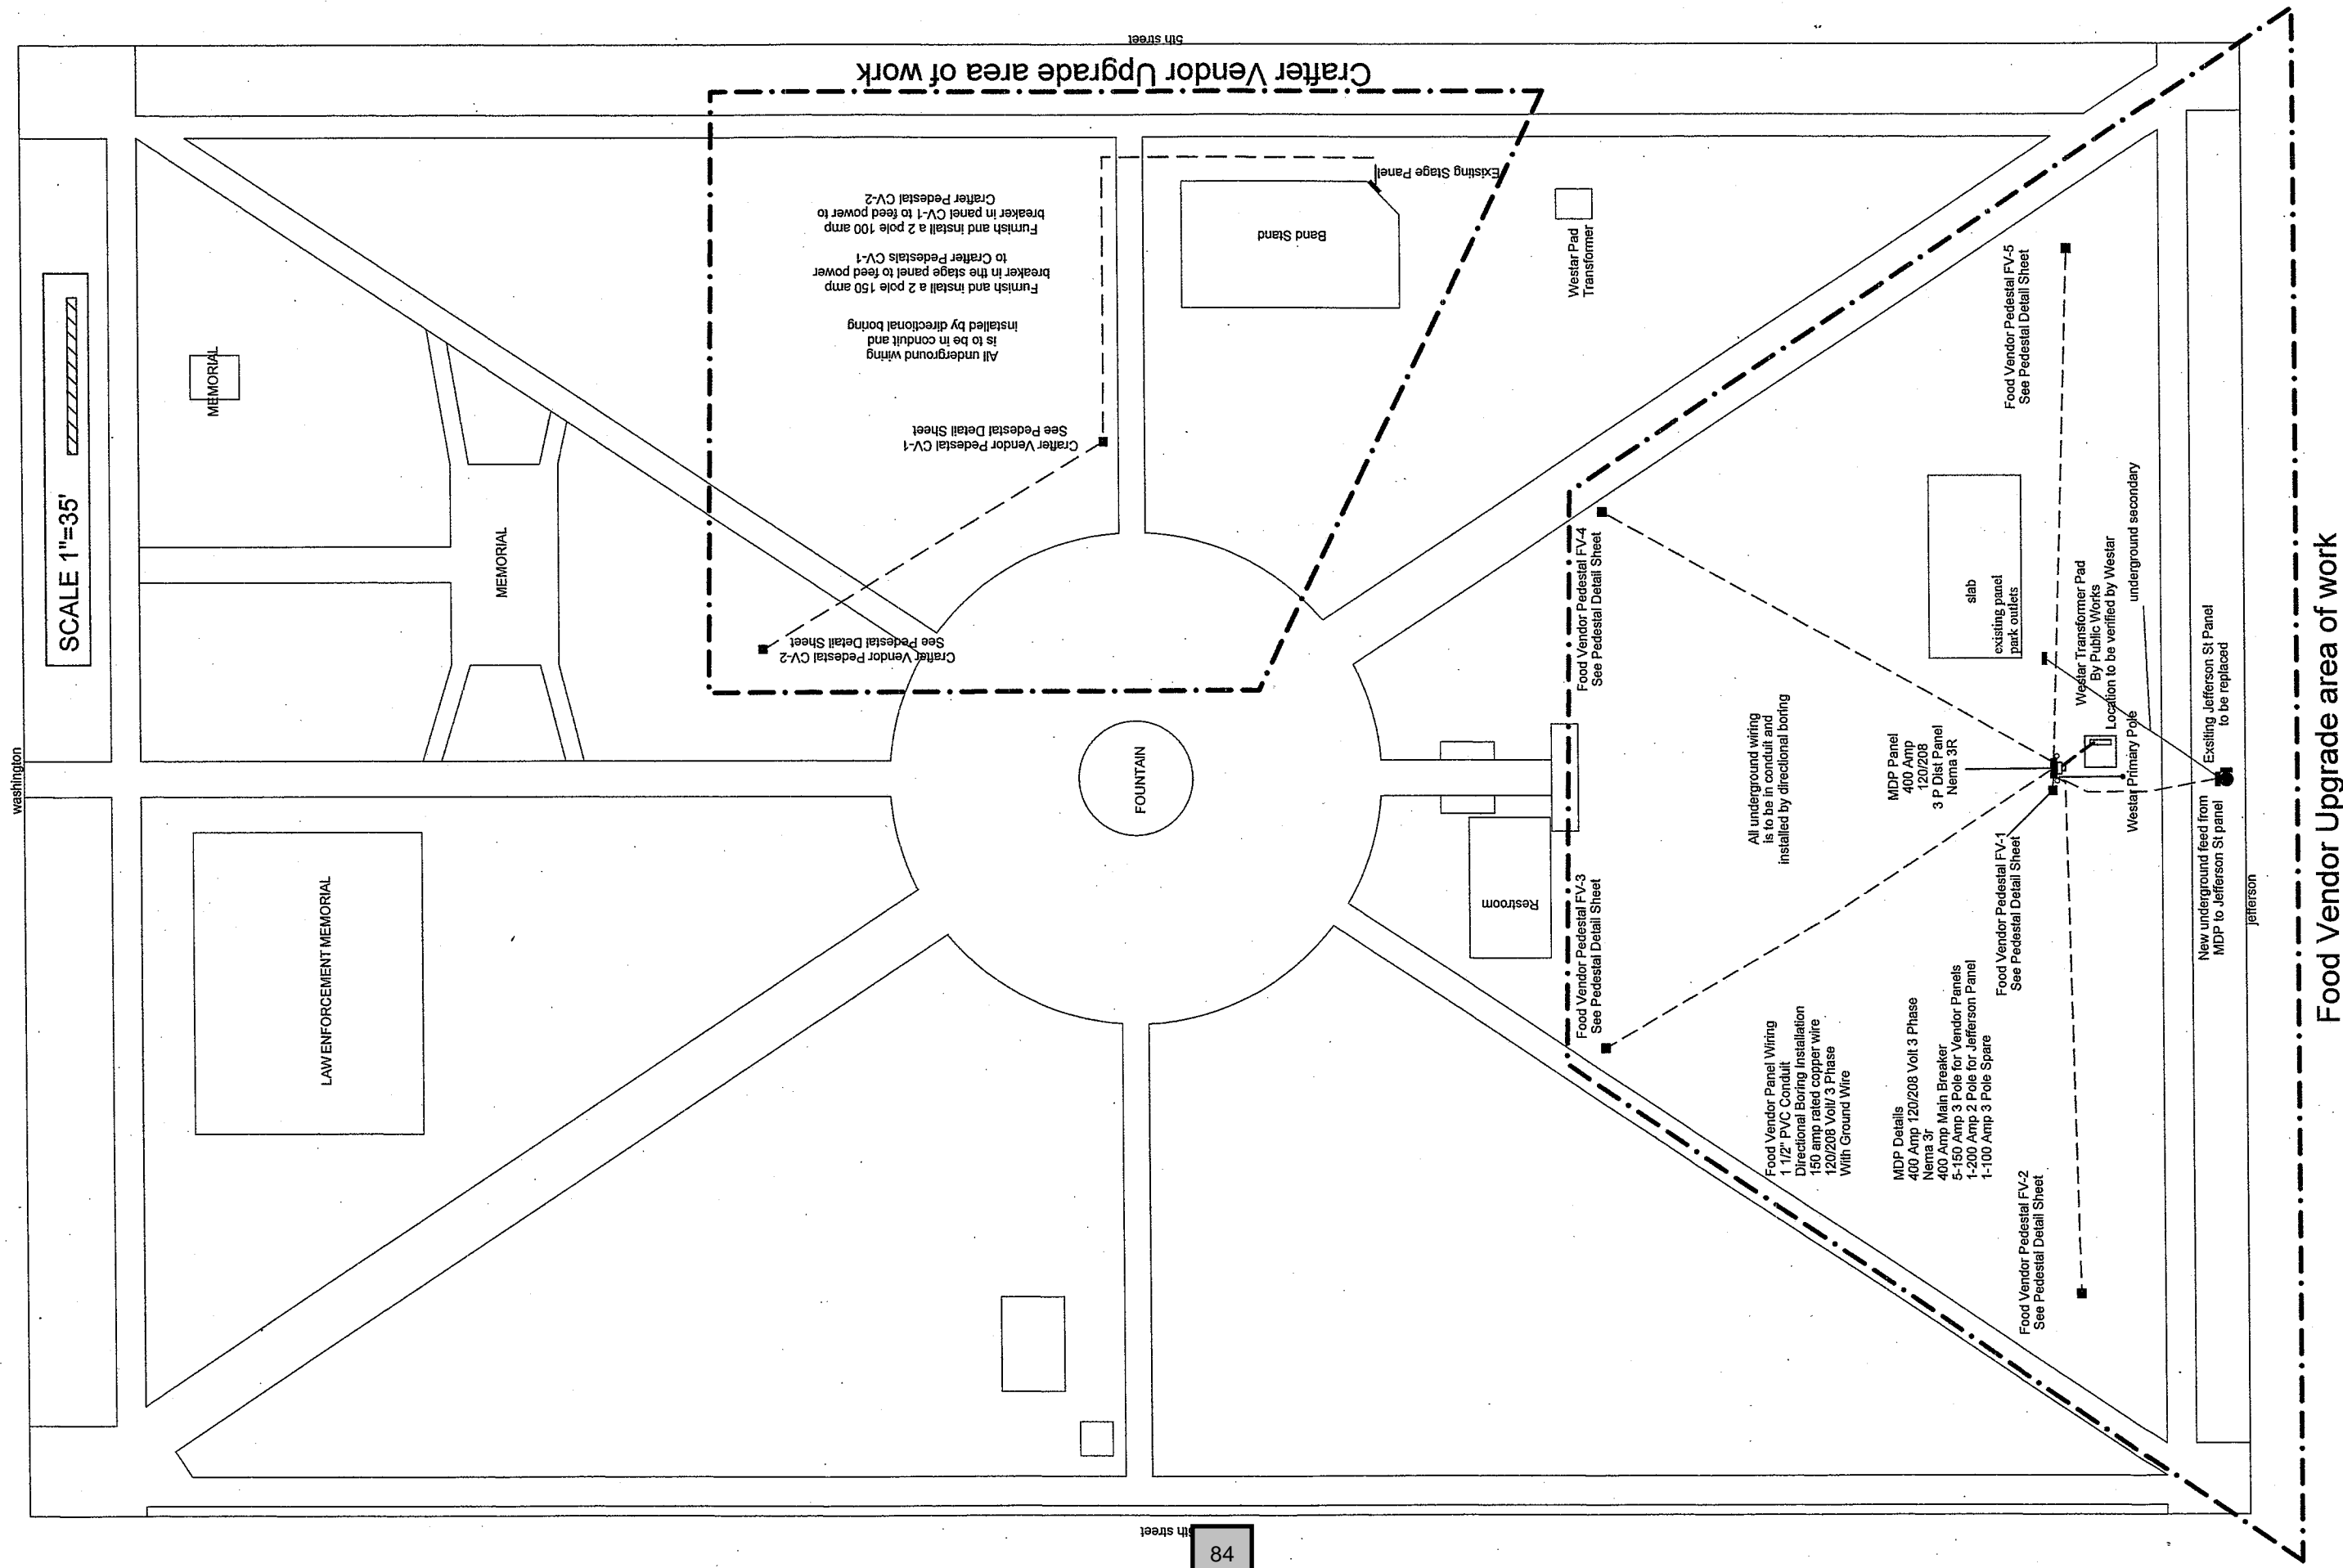 5th street
Crafter Vendor Upgrade area of work
washington
SCALE 1"=35'
MEMORIAL
MEMORIAL
LAW ENFORCEMENT MEMORIAL
All underground wiring
is to be in conduit and
installed by directional boring
Furnish and install a 2 pole 150 amp
breaker in the stage panel to feed power
to Crafter Pedestals CV-1
Furnish and install a 2 pole 100 amp
breaker in panel CV-1 to feed power to
Crafter Pedestal CV-2
Crafter Vendor Pedestal CV-1
See Pedestal Detail Sheet
Crafter Vendor Pedestal CV-2
See Pedestal Detail Sheet
Existing Stage Panel
Band Stand
Westar Pad
Transformer
FOUNTAIN
Restroom
Food Vendor Pedestal FV-4
See Pedestal Detail Sheet
Food Vendor Pedestal FV-3
See Pedestal Detail Sheet
Food Vendor Pedestal FV-5
See Pedestal Detail Sheet
slab
existing panel
park outlets
All underground wiring
is to be in conduit and
installed by directional boring
MDP Panel
400 Amp
120/208
3 P Dist Panel
Nema 3R
Westar Transformer Pad
By Public Works
Location to be verified by Westar
underground secondary
Westar Primary Pole
Exsiting Jefferson St Panel
to be replaced
New underground feed from
MDP to Jefferson St panel
Food Vendor Pedestal FV-1
See Pedestal Detail Sheet
Food Vendor Panel Wiring
1 1/2" PVC Conduit
Directional Boring Installation
150 amp rated copper wire
120/208 Volt/ 3 Phase
With Ground Wire
MDP Details
400 Amp 120/208 Volt 3 Phase
Nema 3r
400 Amp Main Breaker
5-150 Amp 3 Pole for Vendor Panels
1-200 Amp 2 Pole for Jefferson Panel
1-100 Amp 3 Pole Spare
Food Vendor Pedestal FV-2
See Pedestal Detail Sheet
jefferson
Food Vendor Upgrade area of work
street
84